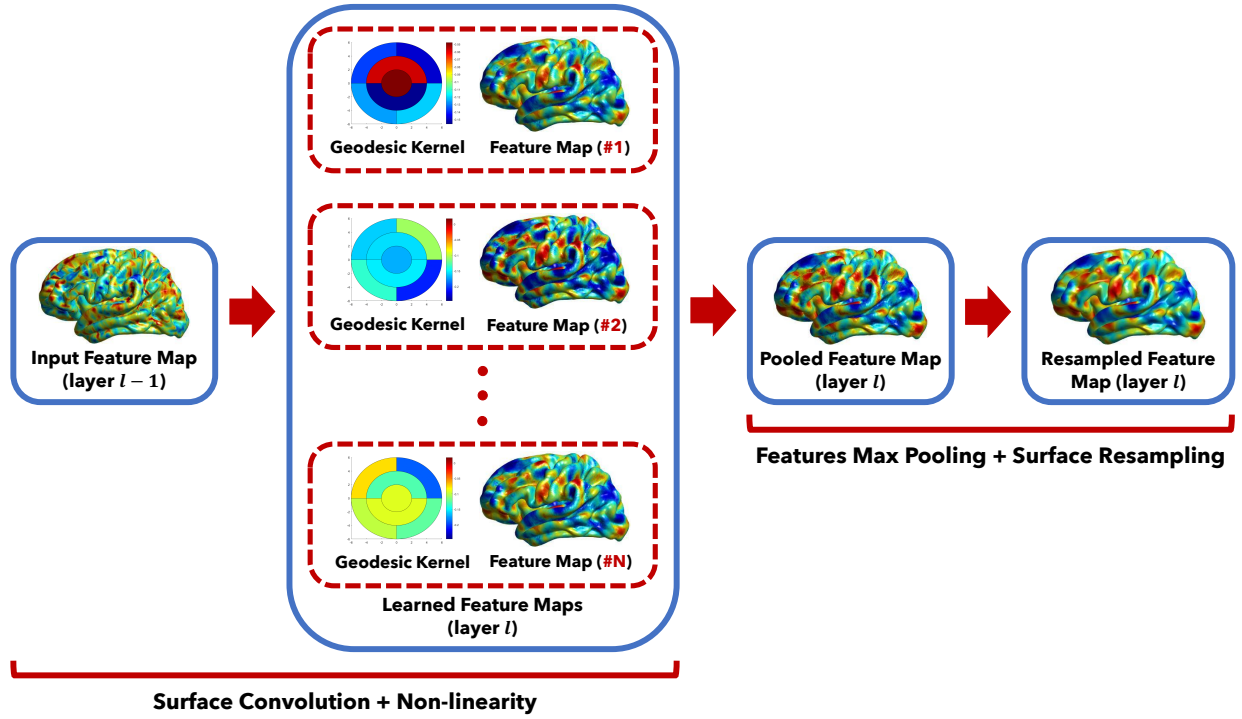 Geodesic Kernel
Feature Map (#1)
Geodesic Kernel
Feature Map (#2)
Geodesic Kernel
Feature Map (#N)
Learned Feature Maps
(layer l)
Input Feature Map
(layer l − 1)
Pooled Feature Map
(layer l)
Resampled Feature
Map (layer l)
Features Max Pooling + Surface Resampling
Surface Convolution + Non-linearity